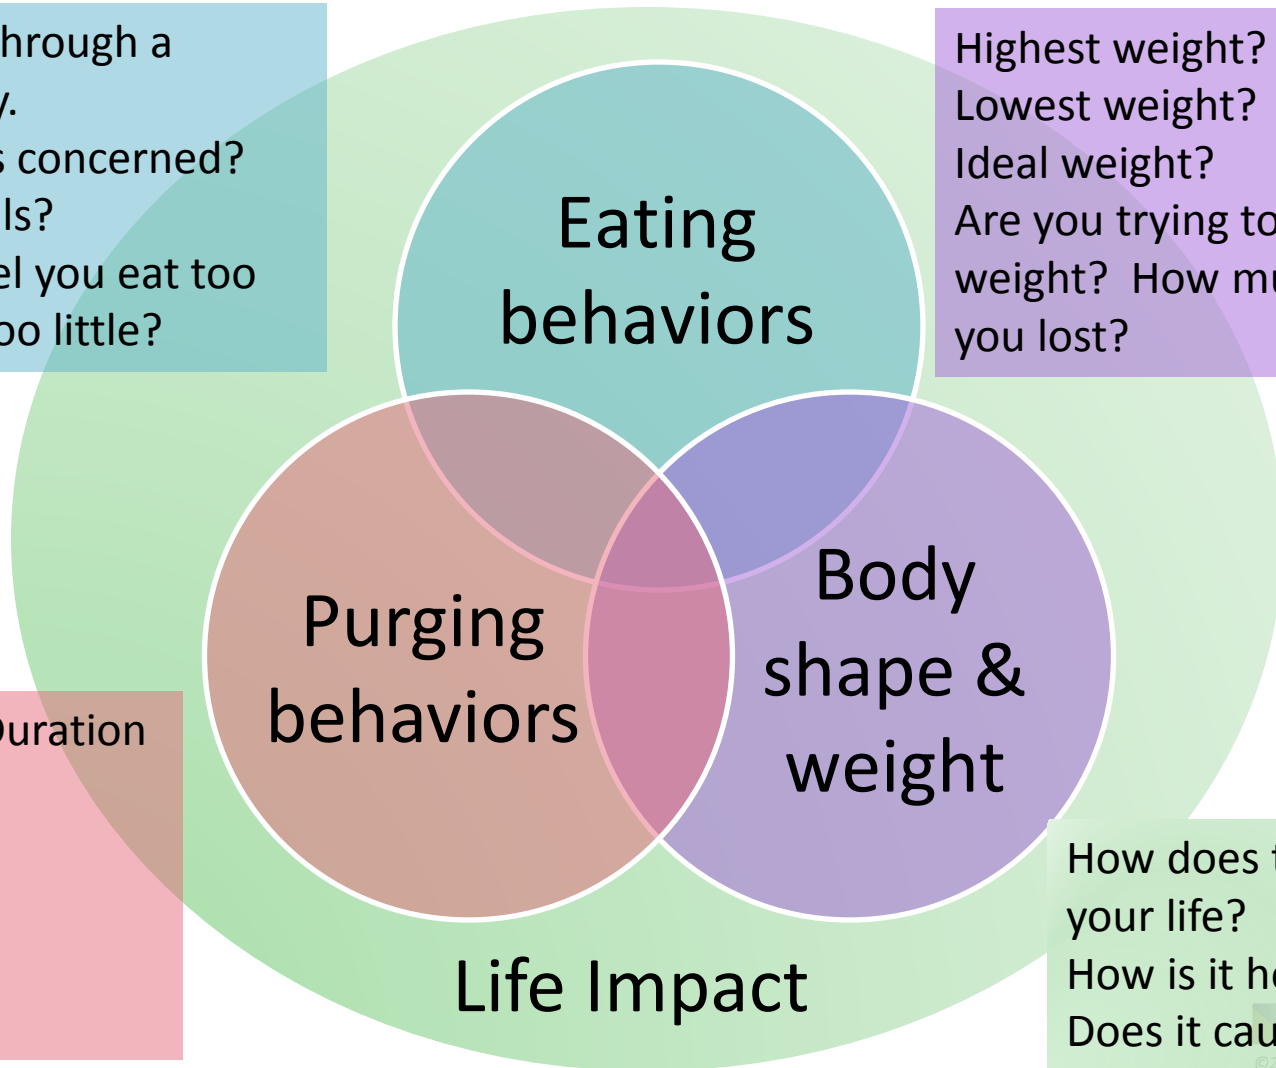 hrough a
y.
s concerned?
ls?
el you eat too
oo little?
Highest weight?
Lowest weight?
Ideal weight?
Are you trying to
weight?  How mu
you lost?
Eating
behaviors
Purging
behaviors
Body
shape &
weight
Duration
Life Impact
How does t
your life?
How is it he
Does it cau